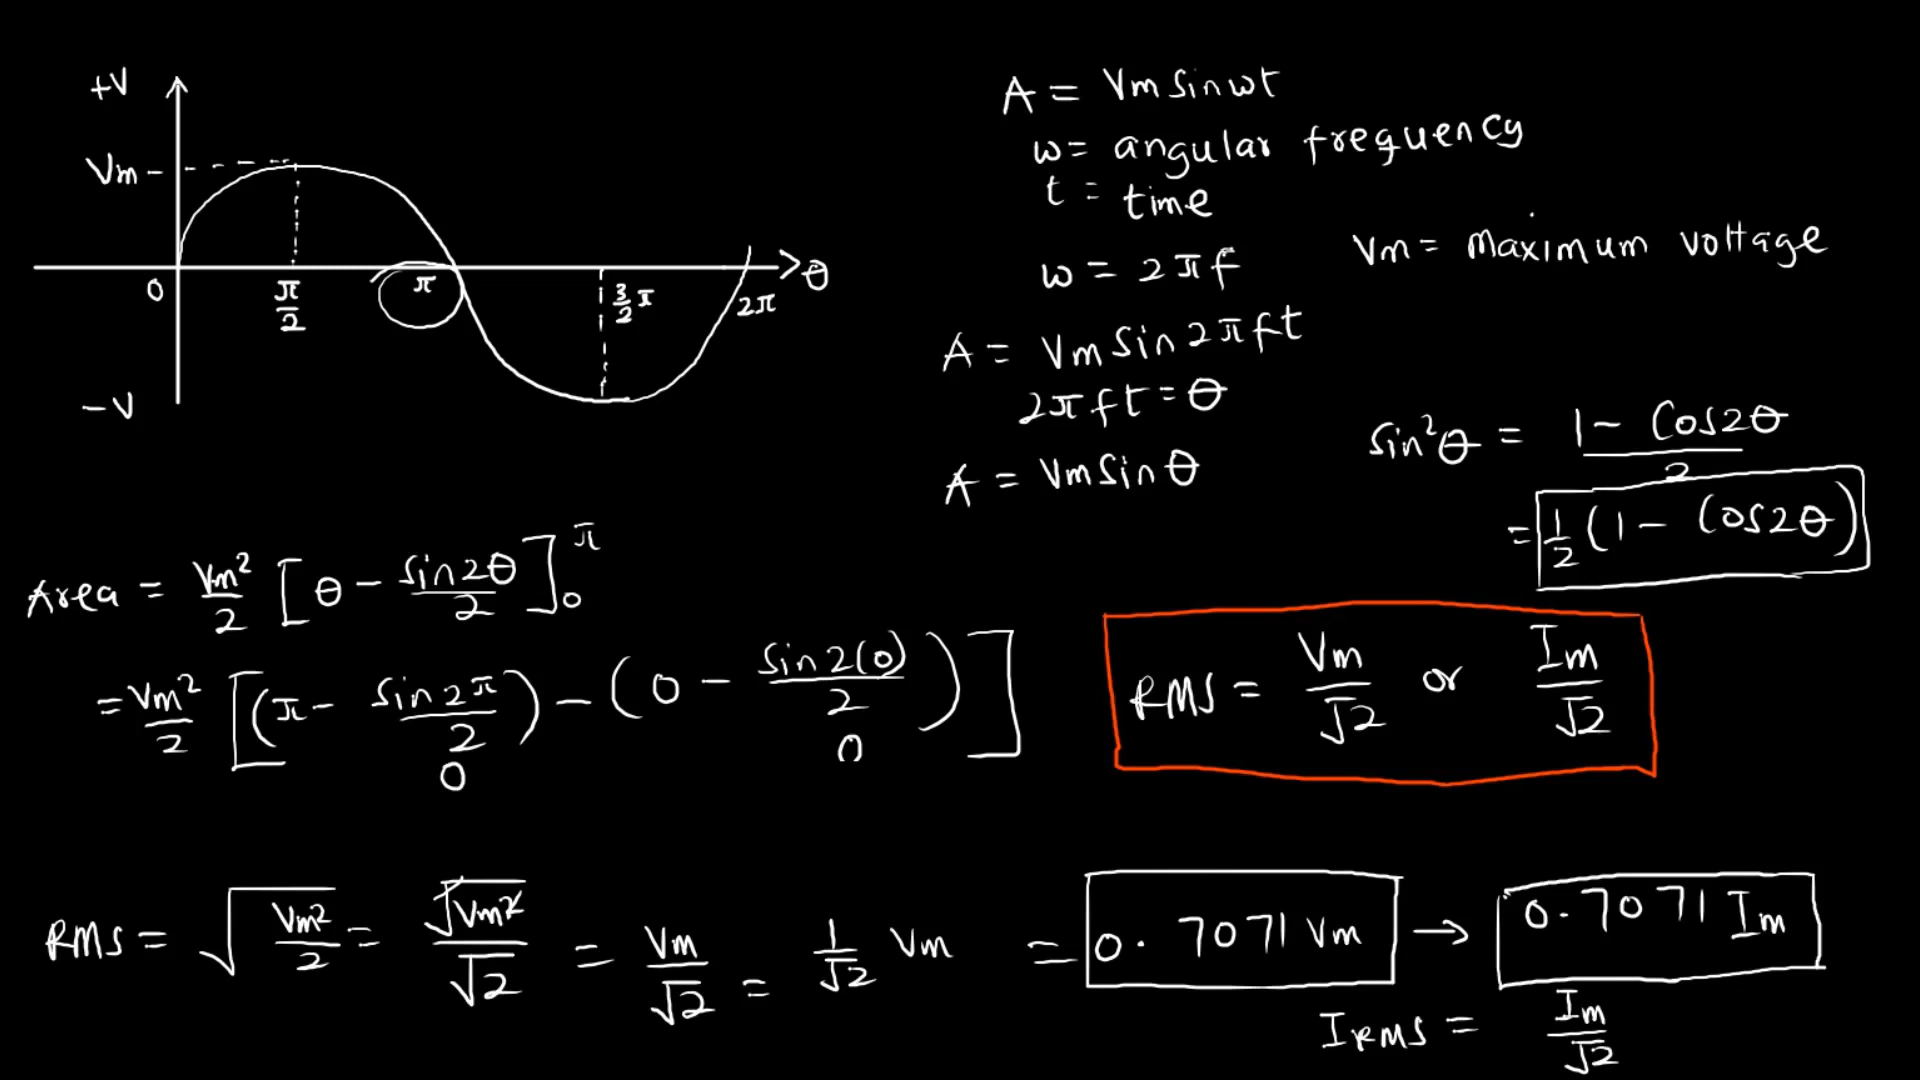 +V
Vm
0
π/2
π
3/2 π
2π
θ
-V
A = Vm sin wt
w = angular frequency
t = time
w = 2πf
Vm = maximum voltage
A = Vm sin 2πft
2πft = θ
A = Vm sin θ
sin²θ = (1 - Cos2θ)/2
= 1/2 (1 - Cos2θ)
Area = Vm²/2 [θ - sin2θ/2]₀^π
= Vm²/2 [(π - sin2π/2) - (0 - sin2(0)/2)]
0
0
RMS = Vm/√2 or Im/√2
RMS = √(Vm²/2) = √Vm²/√2 = Vm/√2 = 1/√2 Vm = 0.7071 Vm → 0.7071 Im
IRMS = Im/√2